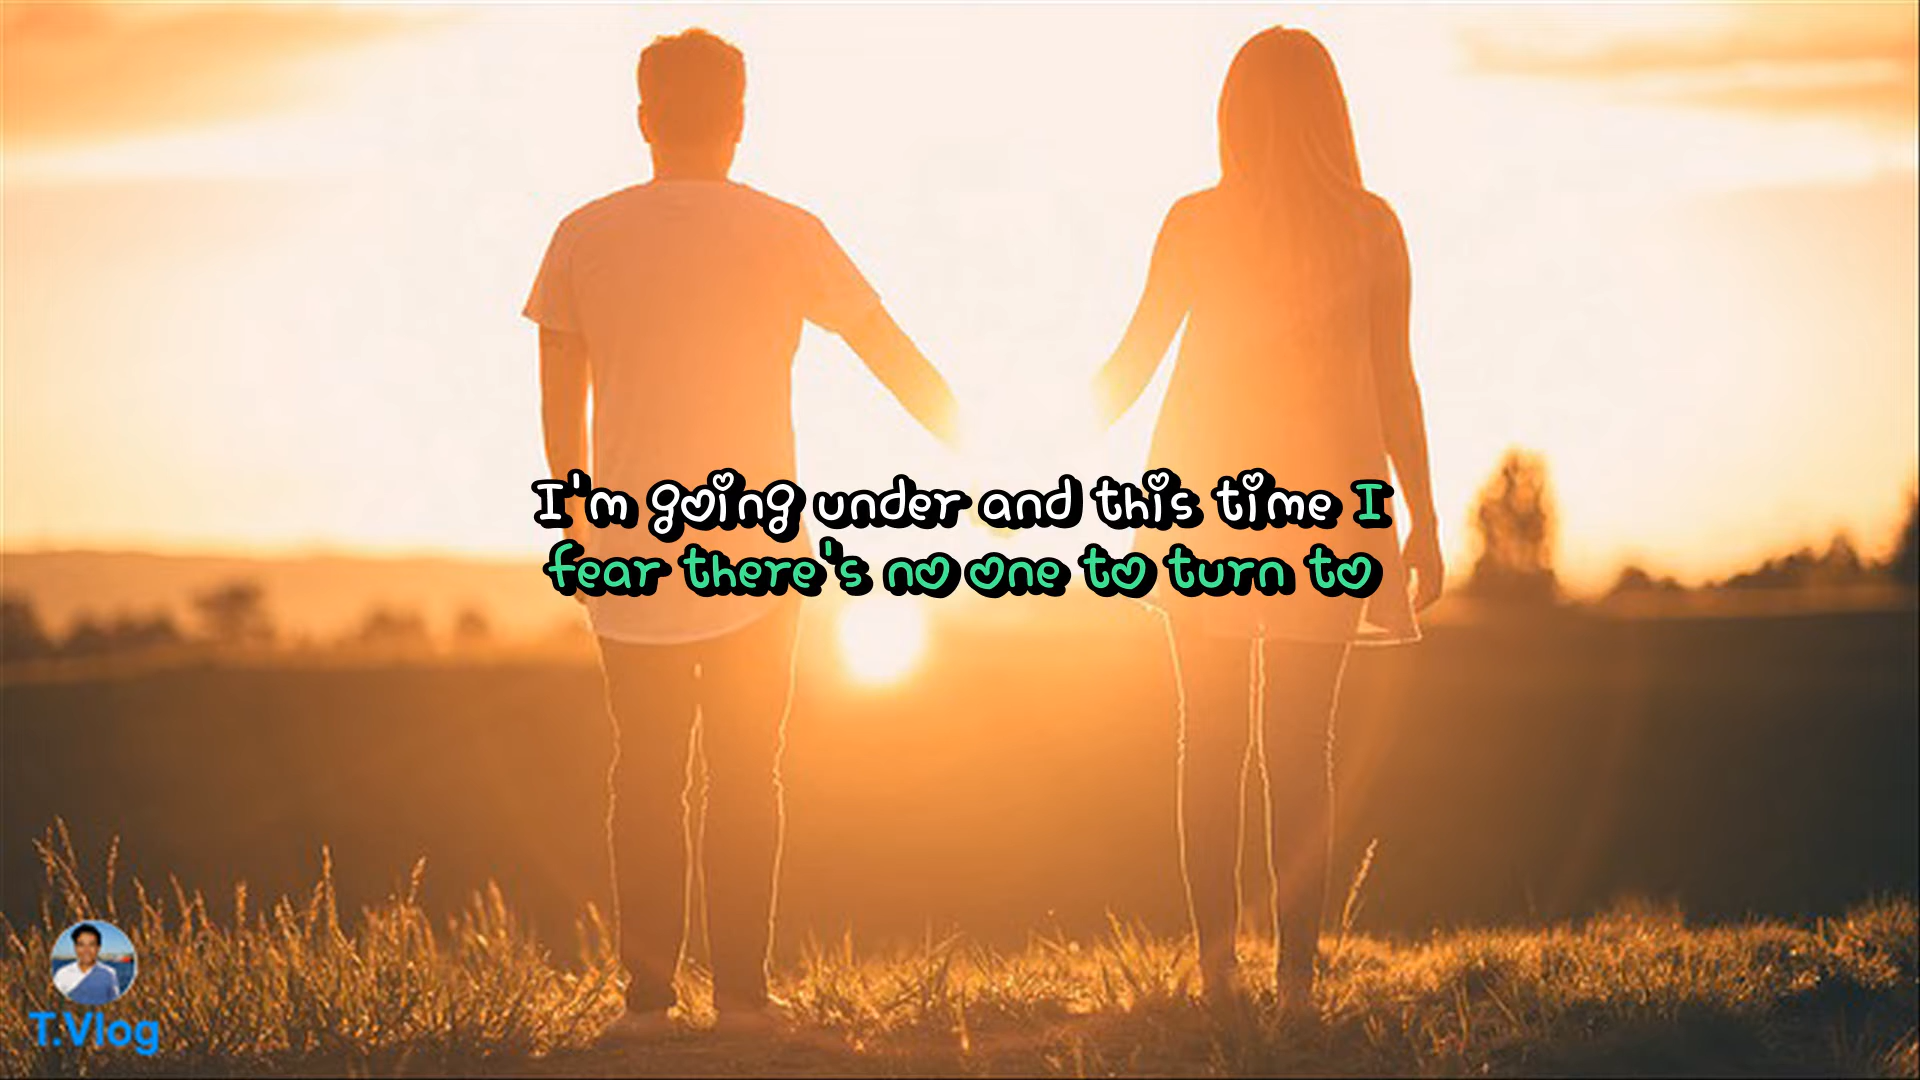 I'm going under and this time I
fear there's no one to turn to
T.Vlog